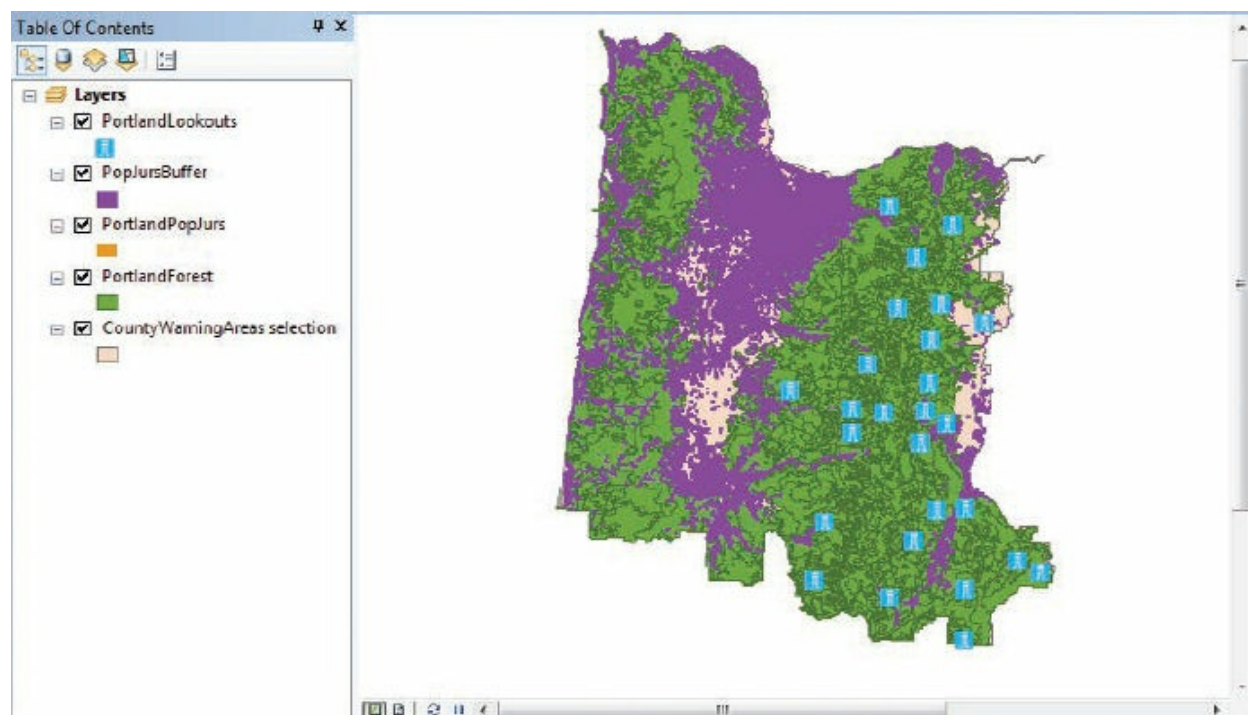 Table Of Contents
Layers
PortlandLookouts
PopJursBuffer
PortlandPopJurs
PortlandForest
CountyWarningAreas selection